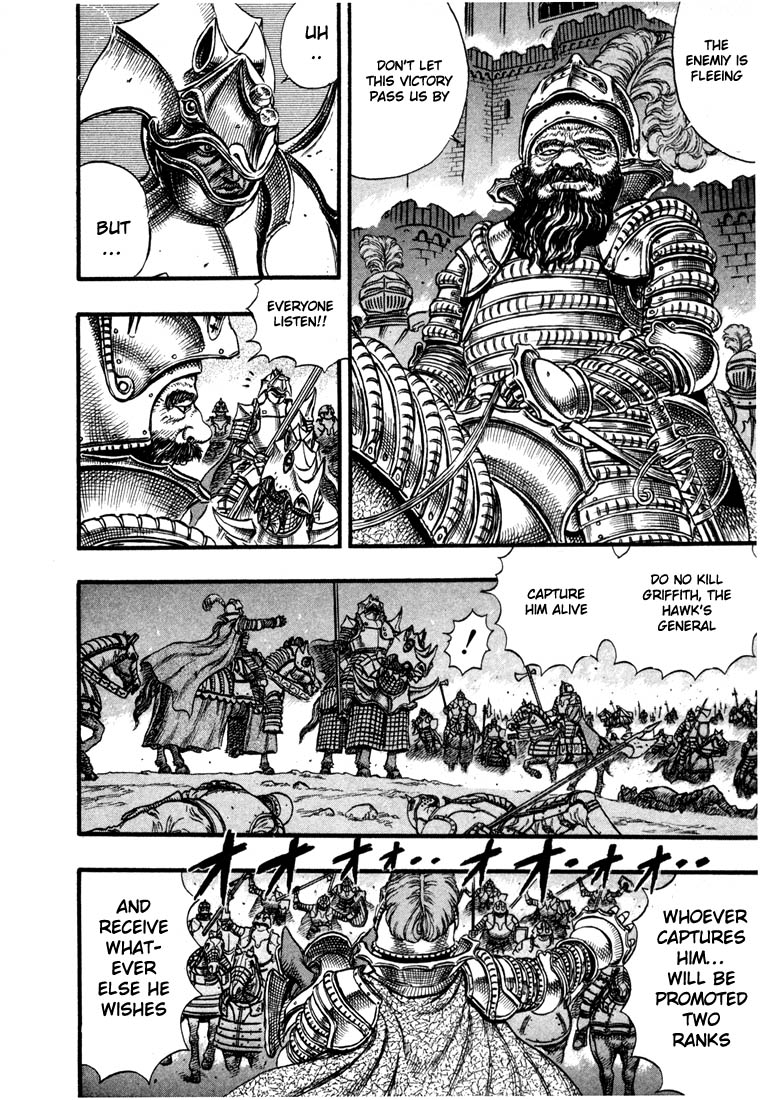 THE
ENEMIY IS
FLEEING
DON'T LET
THIS VICTORY
PASS US BY
UH
..
BUT
...
EVERYONE
LISTEN!!
DO NO KILL
GRIFFITH, THE
HAWK'S
GENERAL
CAPTURE
HIM ALIVE
!
オオオオ・・オオ・オオ・・
WHOEVER
CAPTURES
HIM...
WILL BE
PROMOTED
TWO
RANKS
AND
RECEIVE
WHAT-
EVER
ELSE HE
WISHES